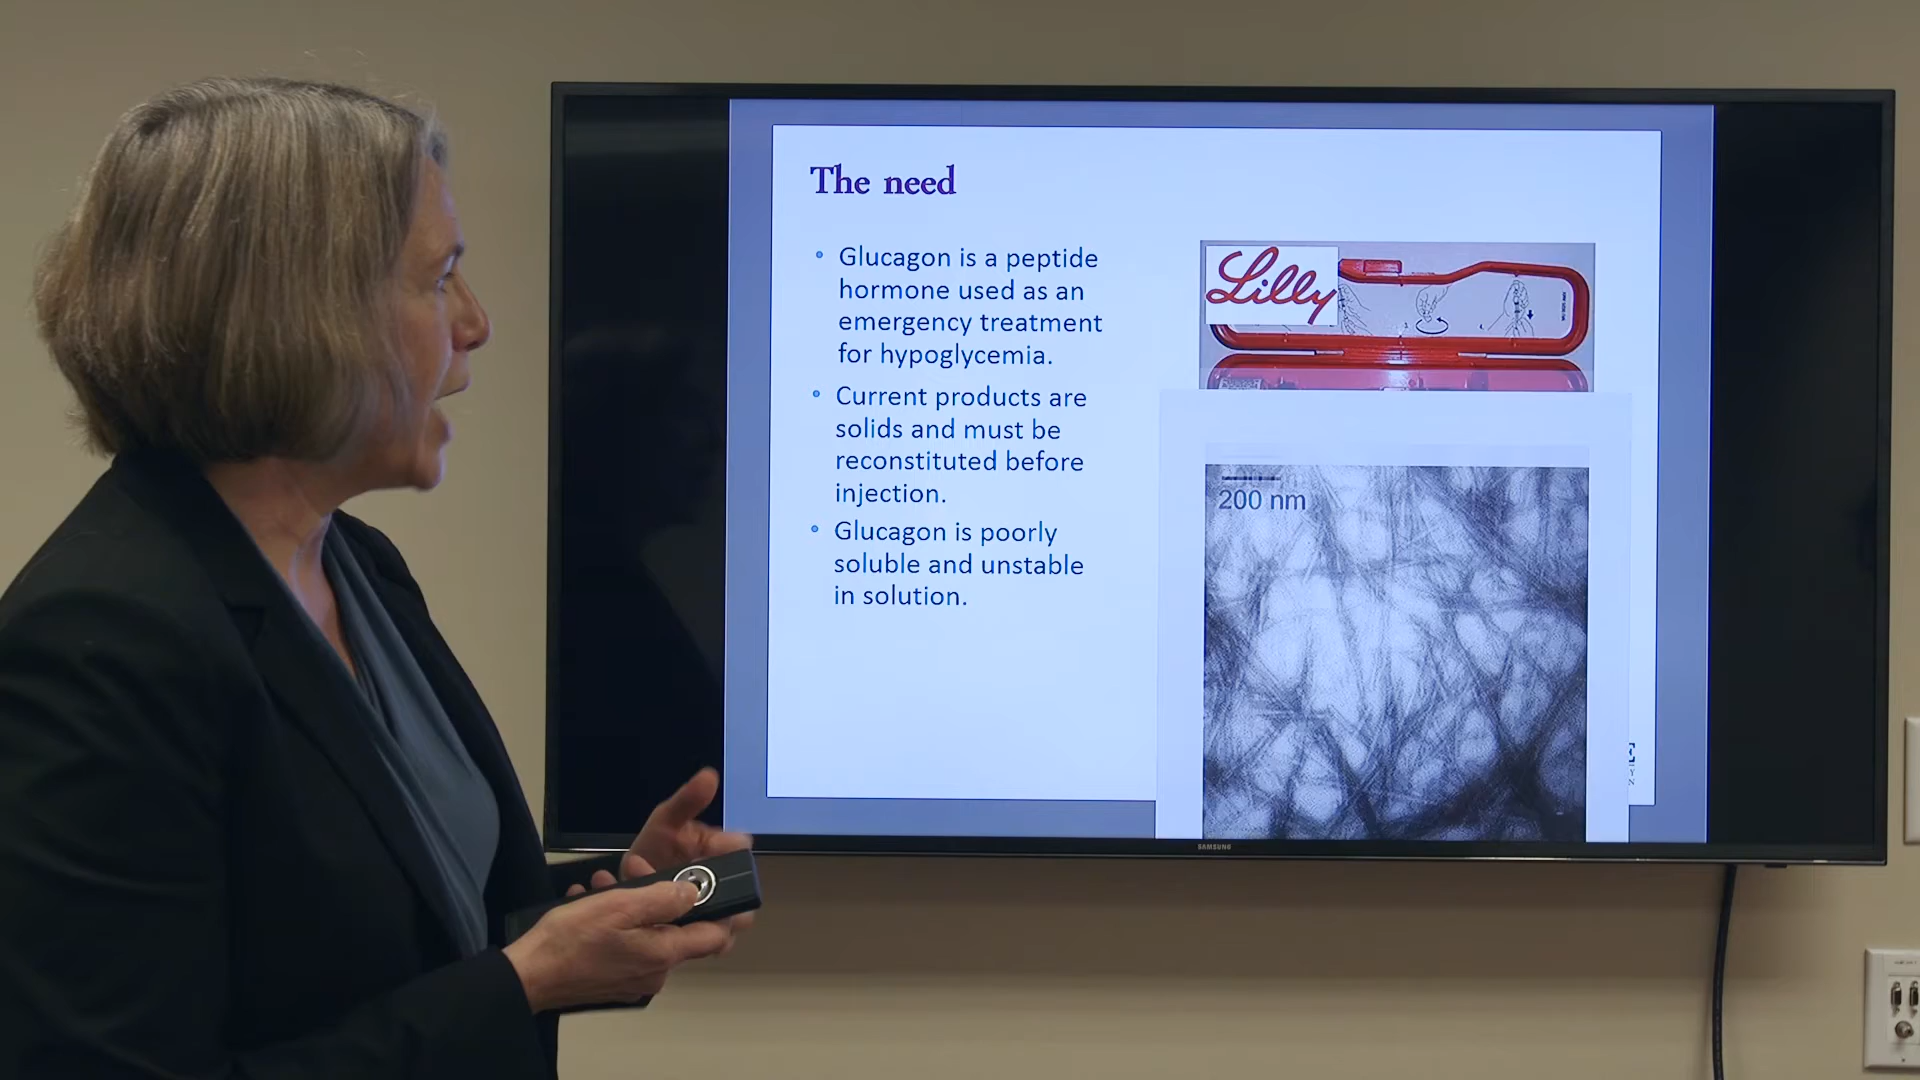 The need
• Glucagon is a peptide
hormone used as an
emergency treatment
for hypoglycemia.
• Current products are
solids and must be
reconstituted before
injection.
• Glucagon is poorly
soluble and unstable
in solution.
Lilly
200 nm
SAMSUNG